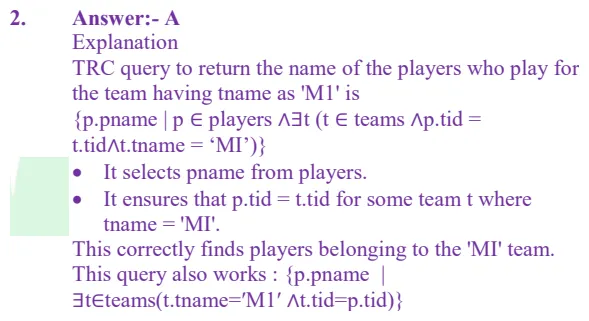 2. Answer:- A
Explanation
TRC query to return the name of the players who play for
the team having tname as 'M1' is
{p.pname | p ∈ players ∧∃t (t ∈ teams ∧p.tid =
t.tid∧t.tname = ‘MI’)}
• It selects pname from players.
• It ensures that p.tid = t.tid for some team t where
tname = 'MI'.
This correctly finds players belonging to the 'MI' team.
This query also works : {p.pname |
∃t∈teams(t.tname=′M1′ ∧t.tid=p.tid)}